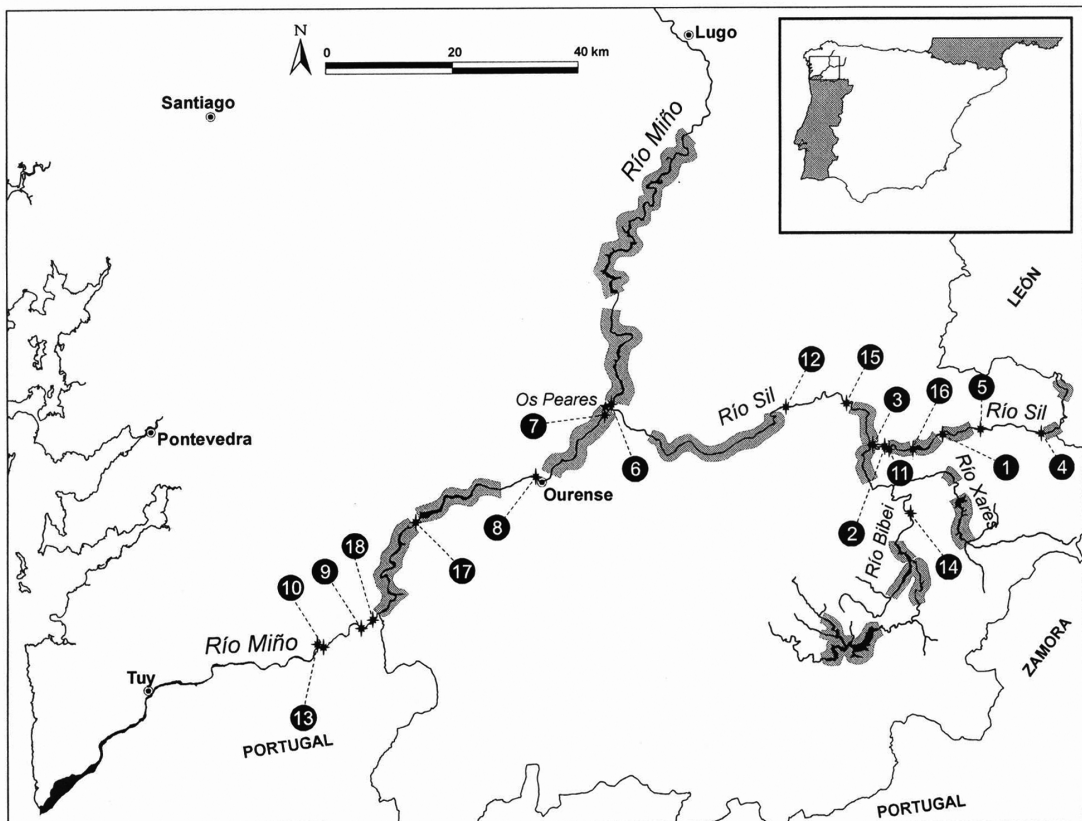 N
0 20 40 km
Lugo
Santiago
Río Miño
LEÓN
12
15
3
16
5
Os Peares
Río Sil
Río Sil
7
Pontevedra
6
11
1
4
Ourense
8
2
Río Xares
Río Bibei
14
18
17
9
10
Río Miño
ZAMORA
Tuy
13
PORTUGAL
PORTUGAL